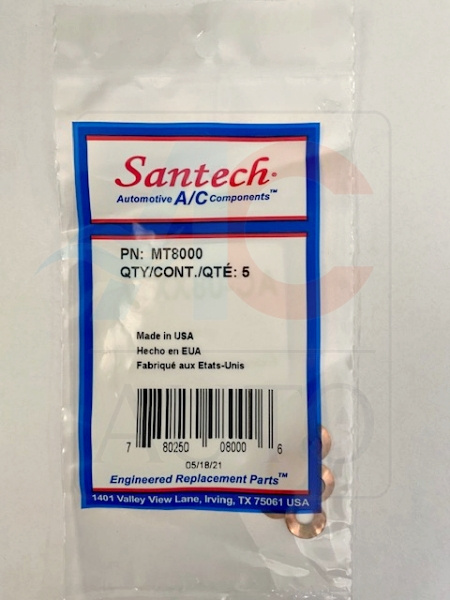 Santech®
Automotive A/C Components™
PN: MT8000
QTY/CONT./QTÉ: 5
Made in USA
Hecho en EUA
Fabriqué aux Etats-Unis
7 80250 08000 6
05/18/21
Engineered Replacement Parts™
1401 Valley View Lane, Irving, TX 75061 USA